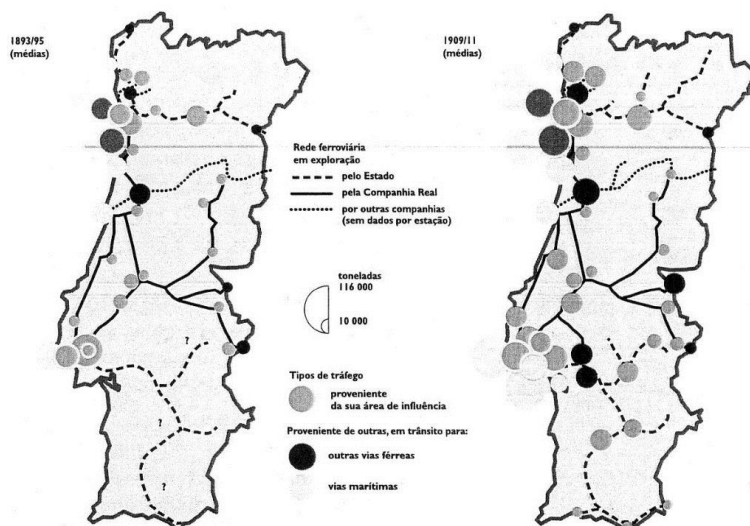 1893/95
(médias)
1909/11
(médias)
Rede ferroviária
em exploração
pelo Estado
pela Companhia Real
por outras companhias
(sem dados por estação)
toneladas
116 000
10 000
Tipos de tráfego
proveniente
da sua área de influência
Proveniente de outras, em trânsito para:
outras vias férreas
vias marítimas
?
?
?